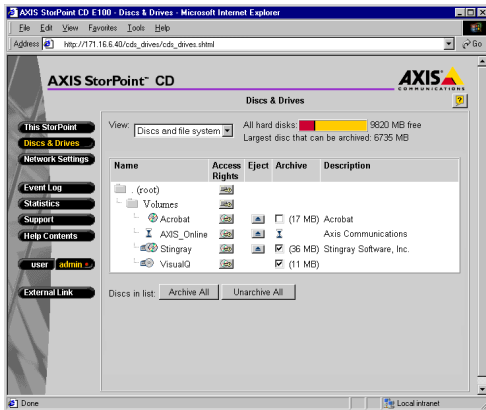 AXIS StorPoint CD E100 - Discs & Drives - Microsoft Internet Explorer
File Edit View Favorites Tools Help
Address http://171.16.6.40/cds_drives/cds_drives.shtml Go
AXIS StorPoint™ CD
AXIS
COMMUNICATIONS
Discs & Drives ?
This StorPoint
Discs & Drives
Network Settings
Event Log
Statistics
Support
Help Contents
user admin
External Link
View: Discs and file system
All hard disks: 9820 MB free
Largest disc that can be archived: 6735 MB
Name Access Rights Eject Archive Description
. (root)
Volumes
Acrobat (17 MB) Acrobat
AXIS_Online Axis Communications
Stingray (36 MB) Stingray Software, Inc.
VisualQ (11 MB)
Discs in list: Archive All Unarchive All
Done Local intranet